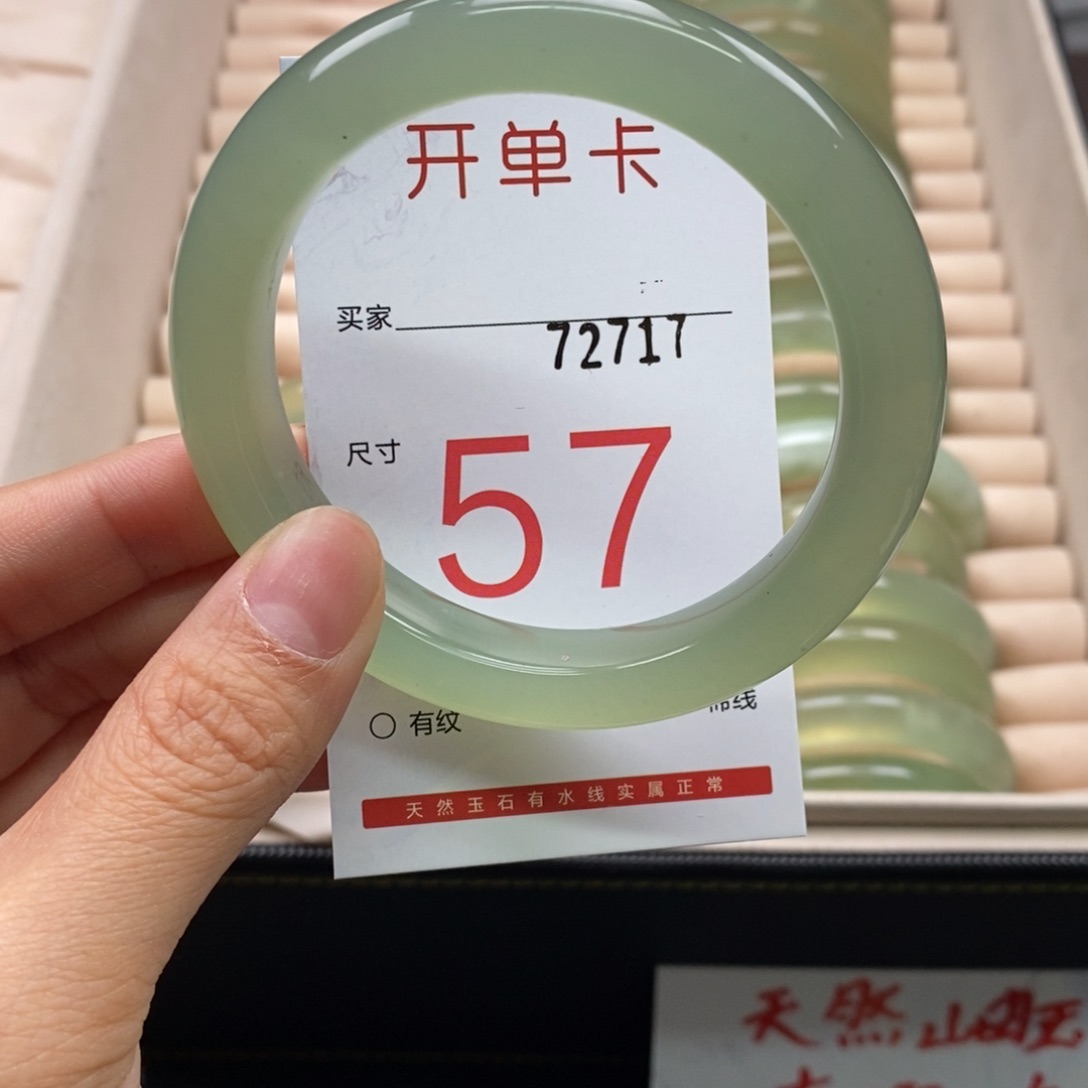 开单卡
买家
72717
尺寸 57
○ 有纹
线
天然玉石有水线实属正常
天然